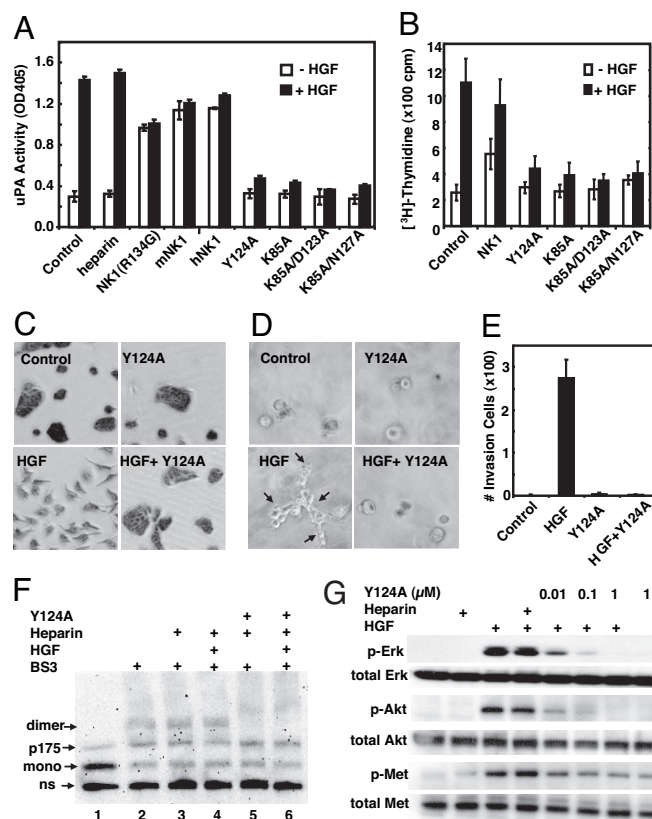 A
uPA Activity (OD405)
1.6
1.2
0.8
0.4
0.0
- HGF
+ HGF
Control
heparin
NK1(R134G)
mNK1
hNK1
Y124A
K85A
K85A/D123A
K85A/N127A
B
[³H]-Thymidine (x100 cpm)
14
12
10
8
6
4
2
0
- HGF
+ HGF
Control
NK1
Y124A
K85A
K85A/D123A
K85A/N127A
C
Control
Y124A
HGF
HGF+ Y124A
D
Control
Y124A
HGF
HGF+ Y124A
E
# Invasion Cells (x100)
3
2
1
0
Control
HGF
Y124A
HGF+Y124A
F
Y124A + +
Heparin + + + +
HGF + +
BS3 + + + + +
dimer
p175
mono
ns
1 2 3 4 5 6
G
Y124A (µM) 0.01 0.1 1 1
Heparin + +
HGF + + + + +
p-Erk
total Erk
p-Akt
total Akt
p-Met
total Met